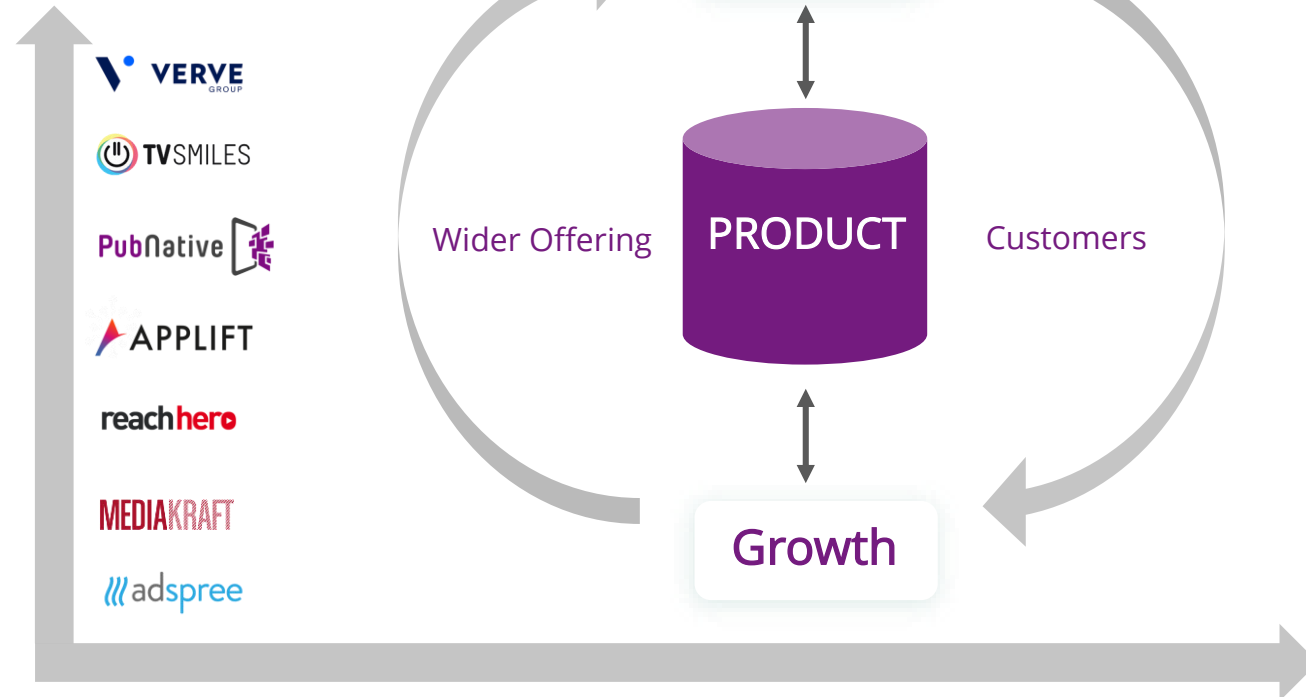 VERVE
GROUP
TVSMILES
PubNative
APPLIFT
reachhero
MEDIAKRAFT
adspree
Wider Offering
PRODUCT
Customers
Growth